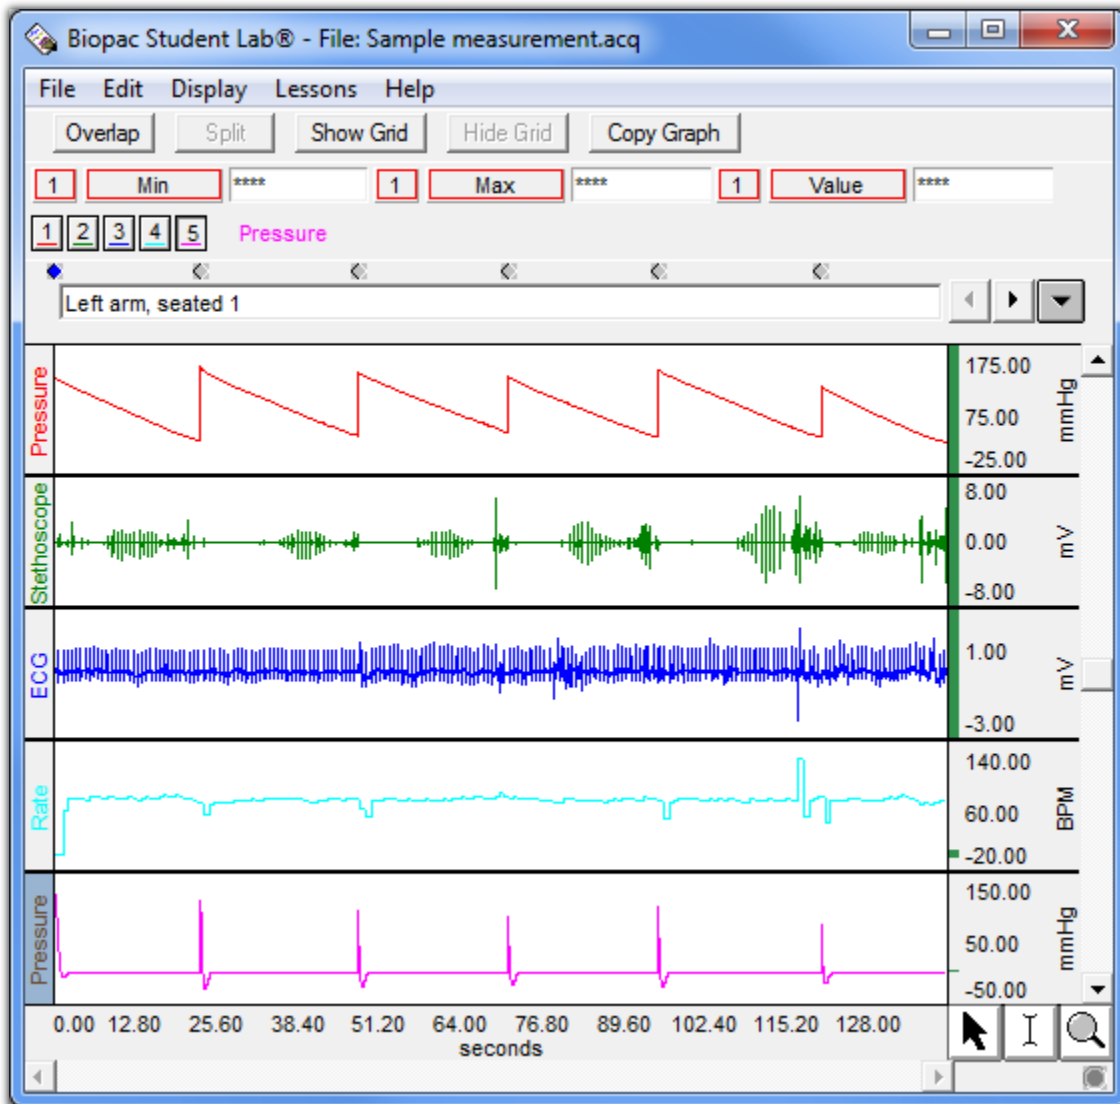 Biopac Student Lab® - File: Sample measurement.acq
File Edit Display Lessons Help
Overlap Split Show Grid Hide Grid Copy Graph
1 Min **** 1 Max **** 1 Value ****
1 2 3 4 5 Pressure
Left arm, seated 1
Pressure
175.00
75.00
-25.00
mmHg
Stethoscope
8.00
0.00
-8.00
mV
ECG
1.00
-3.00
mV
Rate
140.00
60.00
-20.00
BPM
Pressure
150.00
50.00
-50.00
mmHg
0.00 12.80 25.60 38.40 51.20 64.00 76.80 89.60 102.40 115.20 128.00
seconds